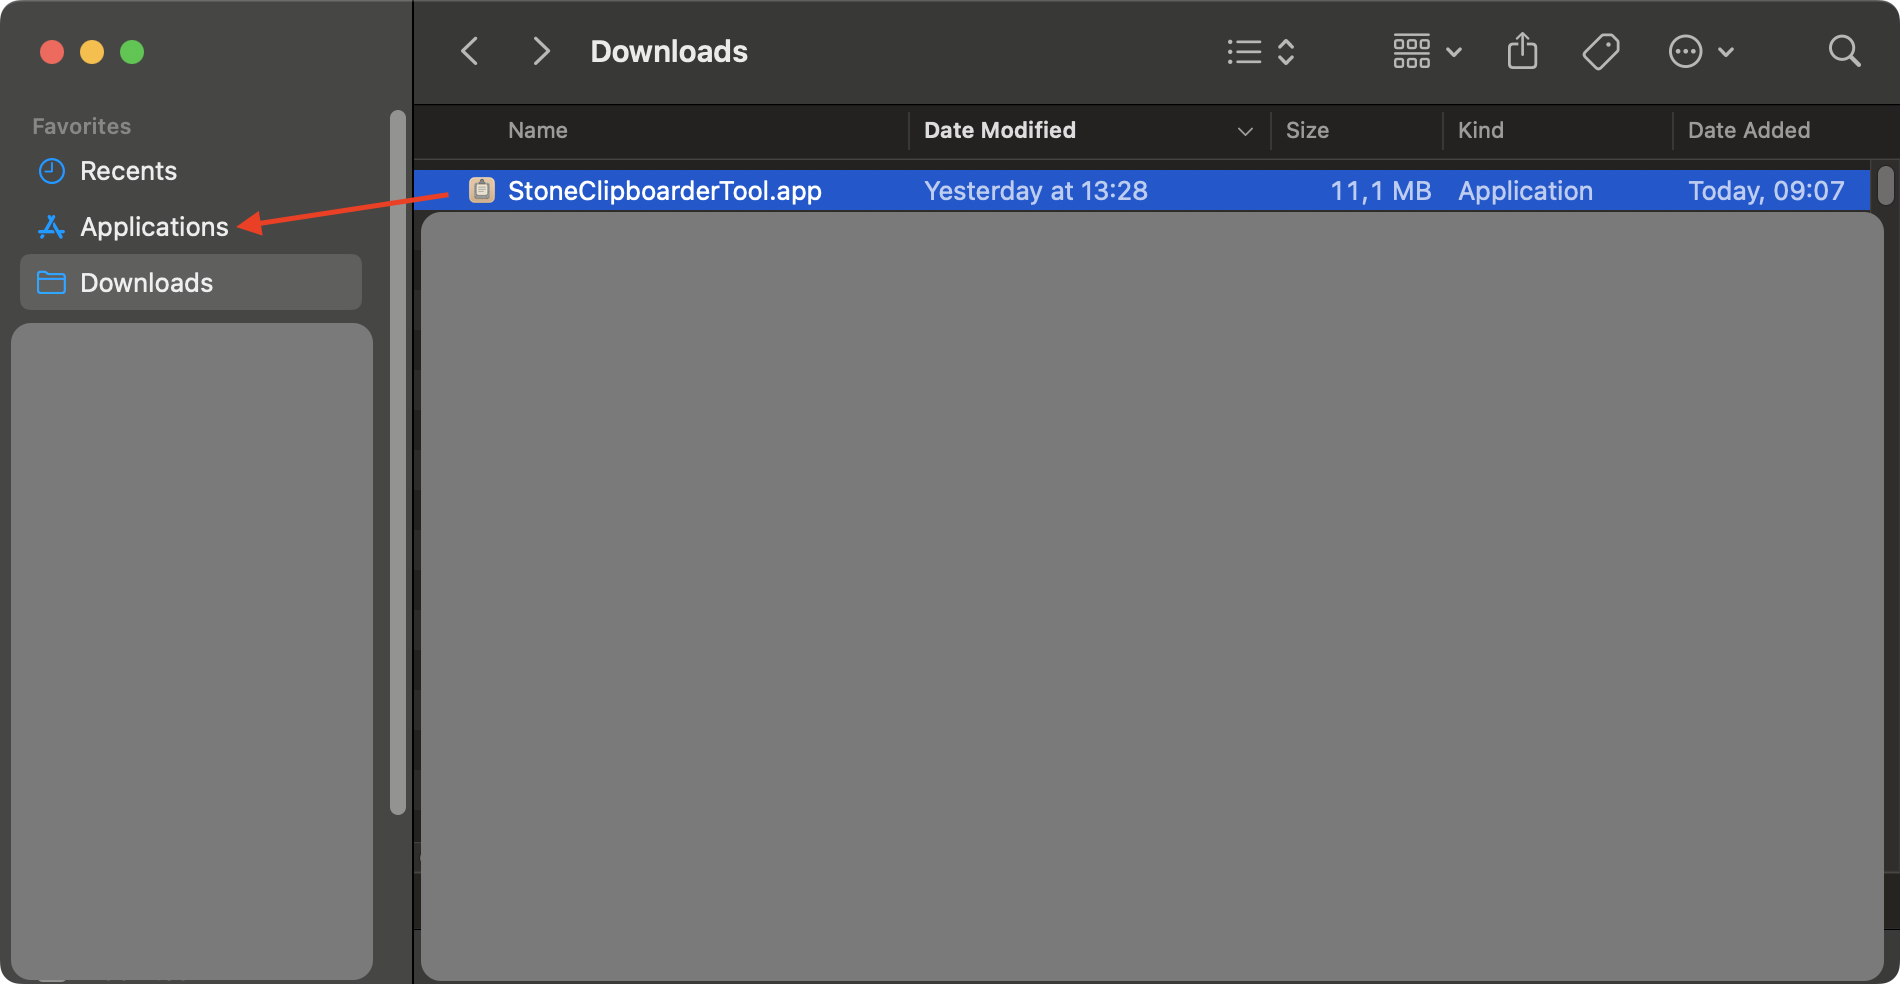 Downloads
Favorites
Recents
Applications
Downloads
Name Date Modified Size Kind Date Added
StoneClipboarderTool.app Yesterday at 13:28 11,1 MB Application Today, 09:07